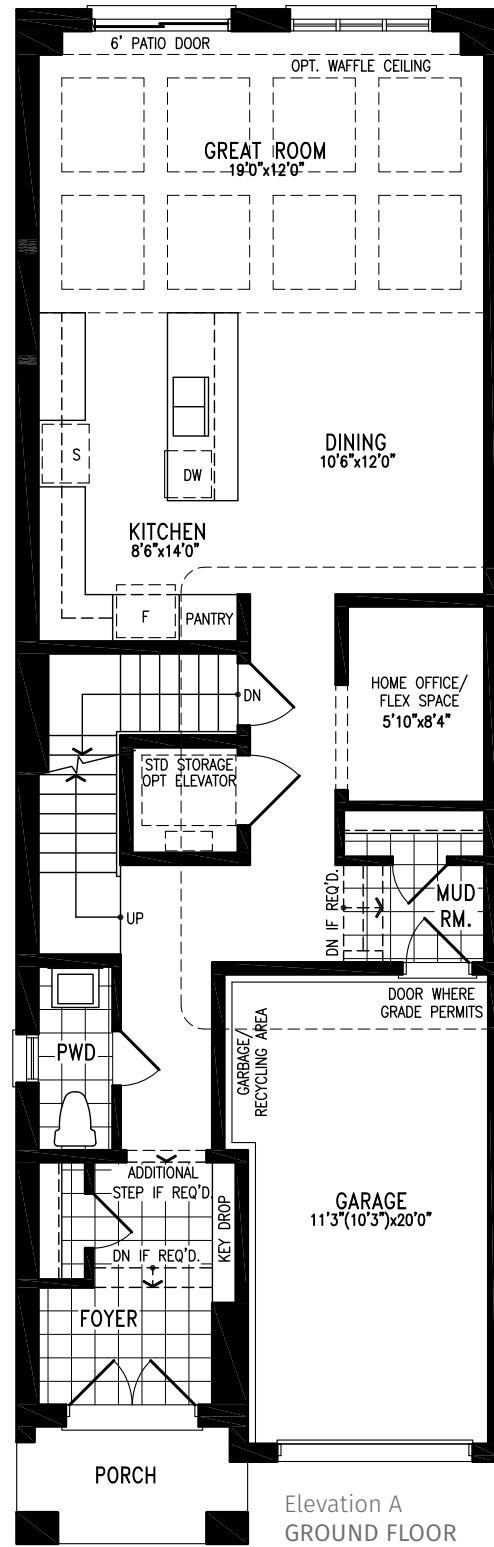 6' PATIO DOOR
OPT. WAFFLE CEILING
GREAT ROOM
19'0"x12'0"
DINING
10'6"x12'0"
S
DW
KITCHEN
8'6"x14'0"
F
PANTRY
DN
HOME OFFICE/
FLEX SPACE
5'10"x8'4"
STD STORAGE
OPT ELEVATOR
UP
DN IF REQ'D.
MUD
RM.
DOOR WHERE
GRADE PERMITS
PWD
GARBAGE/
RECYCLING AREA
ADDITIONAL
STEP IF REQ'D.
KEY DROP
DN IF REQ'D.
GARAGE
11'3"(10'3")x20'0"
FOYER
PORCH
Elevation A
GROUND FLOOR